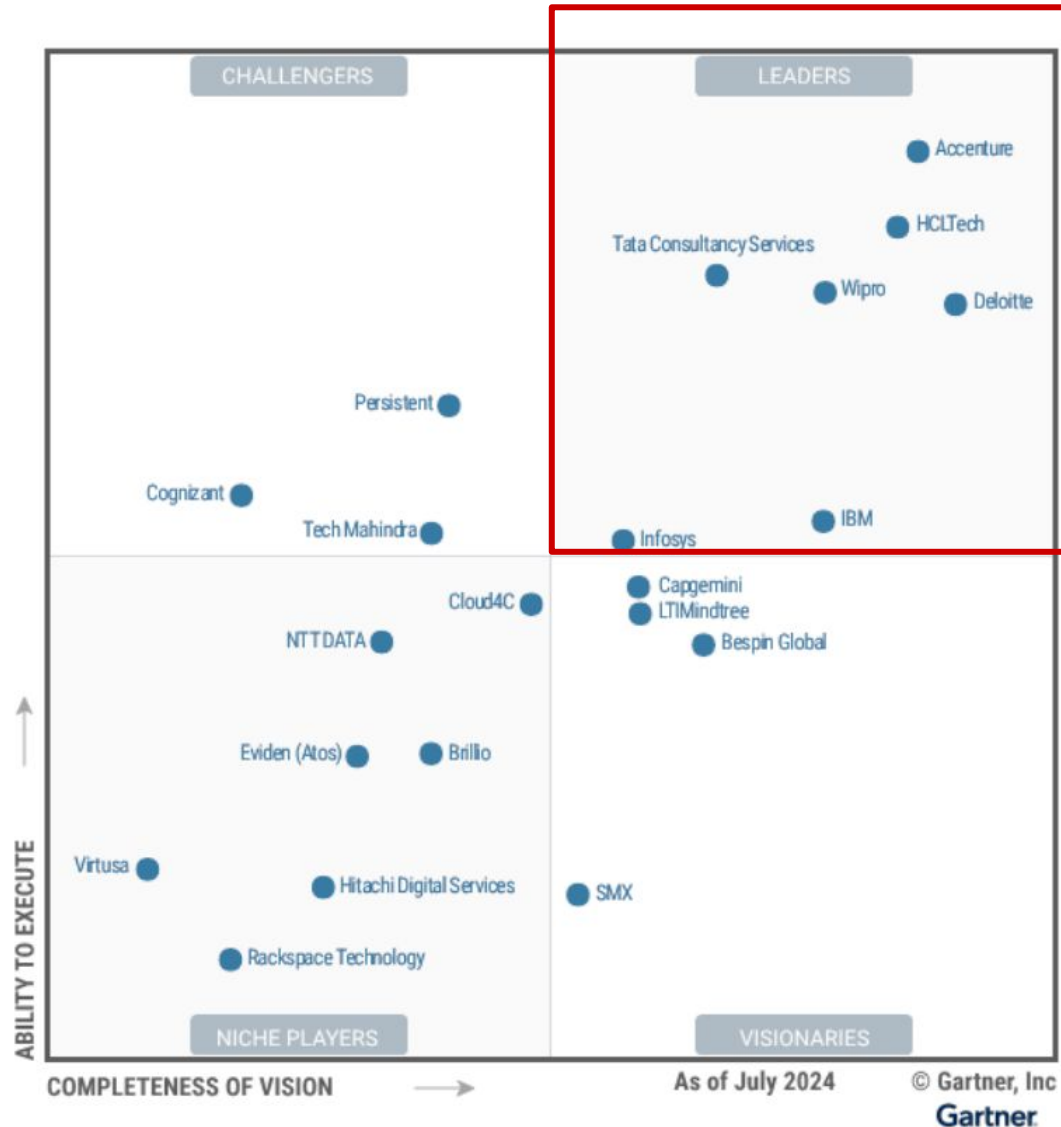 CHALLENGERS
LEADERS
Accenture
HCLTech
Tata Consultancy Services
Wipro
Deloitte
Persistent
Cognizant
Tech Mahindra
IBM
Infosys
Capgemini
LTIMindtree
Bespin Global
Cloud4C
NTT DATA
Eviden (Atos)
Brillio
Virtusa
Hitachi Digital Services
SMX
Rackspace Technology
NICHE PLAYERS
VISIONARIES
ABILITY TO EXECUTE
COMPLETENESS OF VISION
As of July 2024
© Gartner, Inc
Gartner